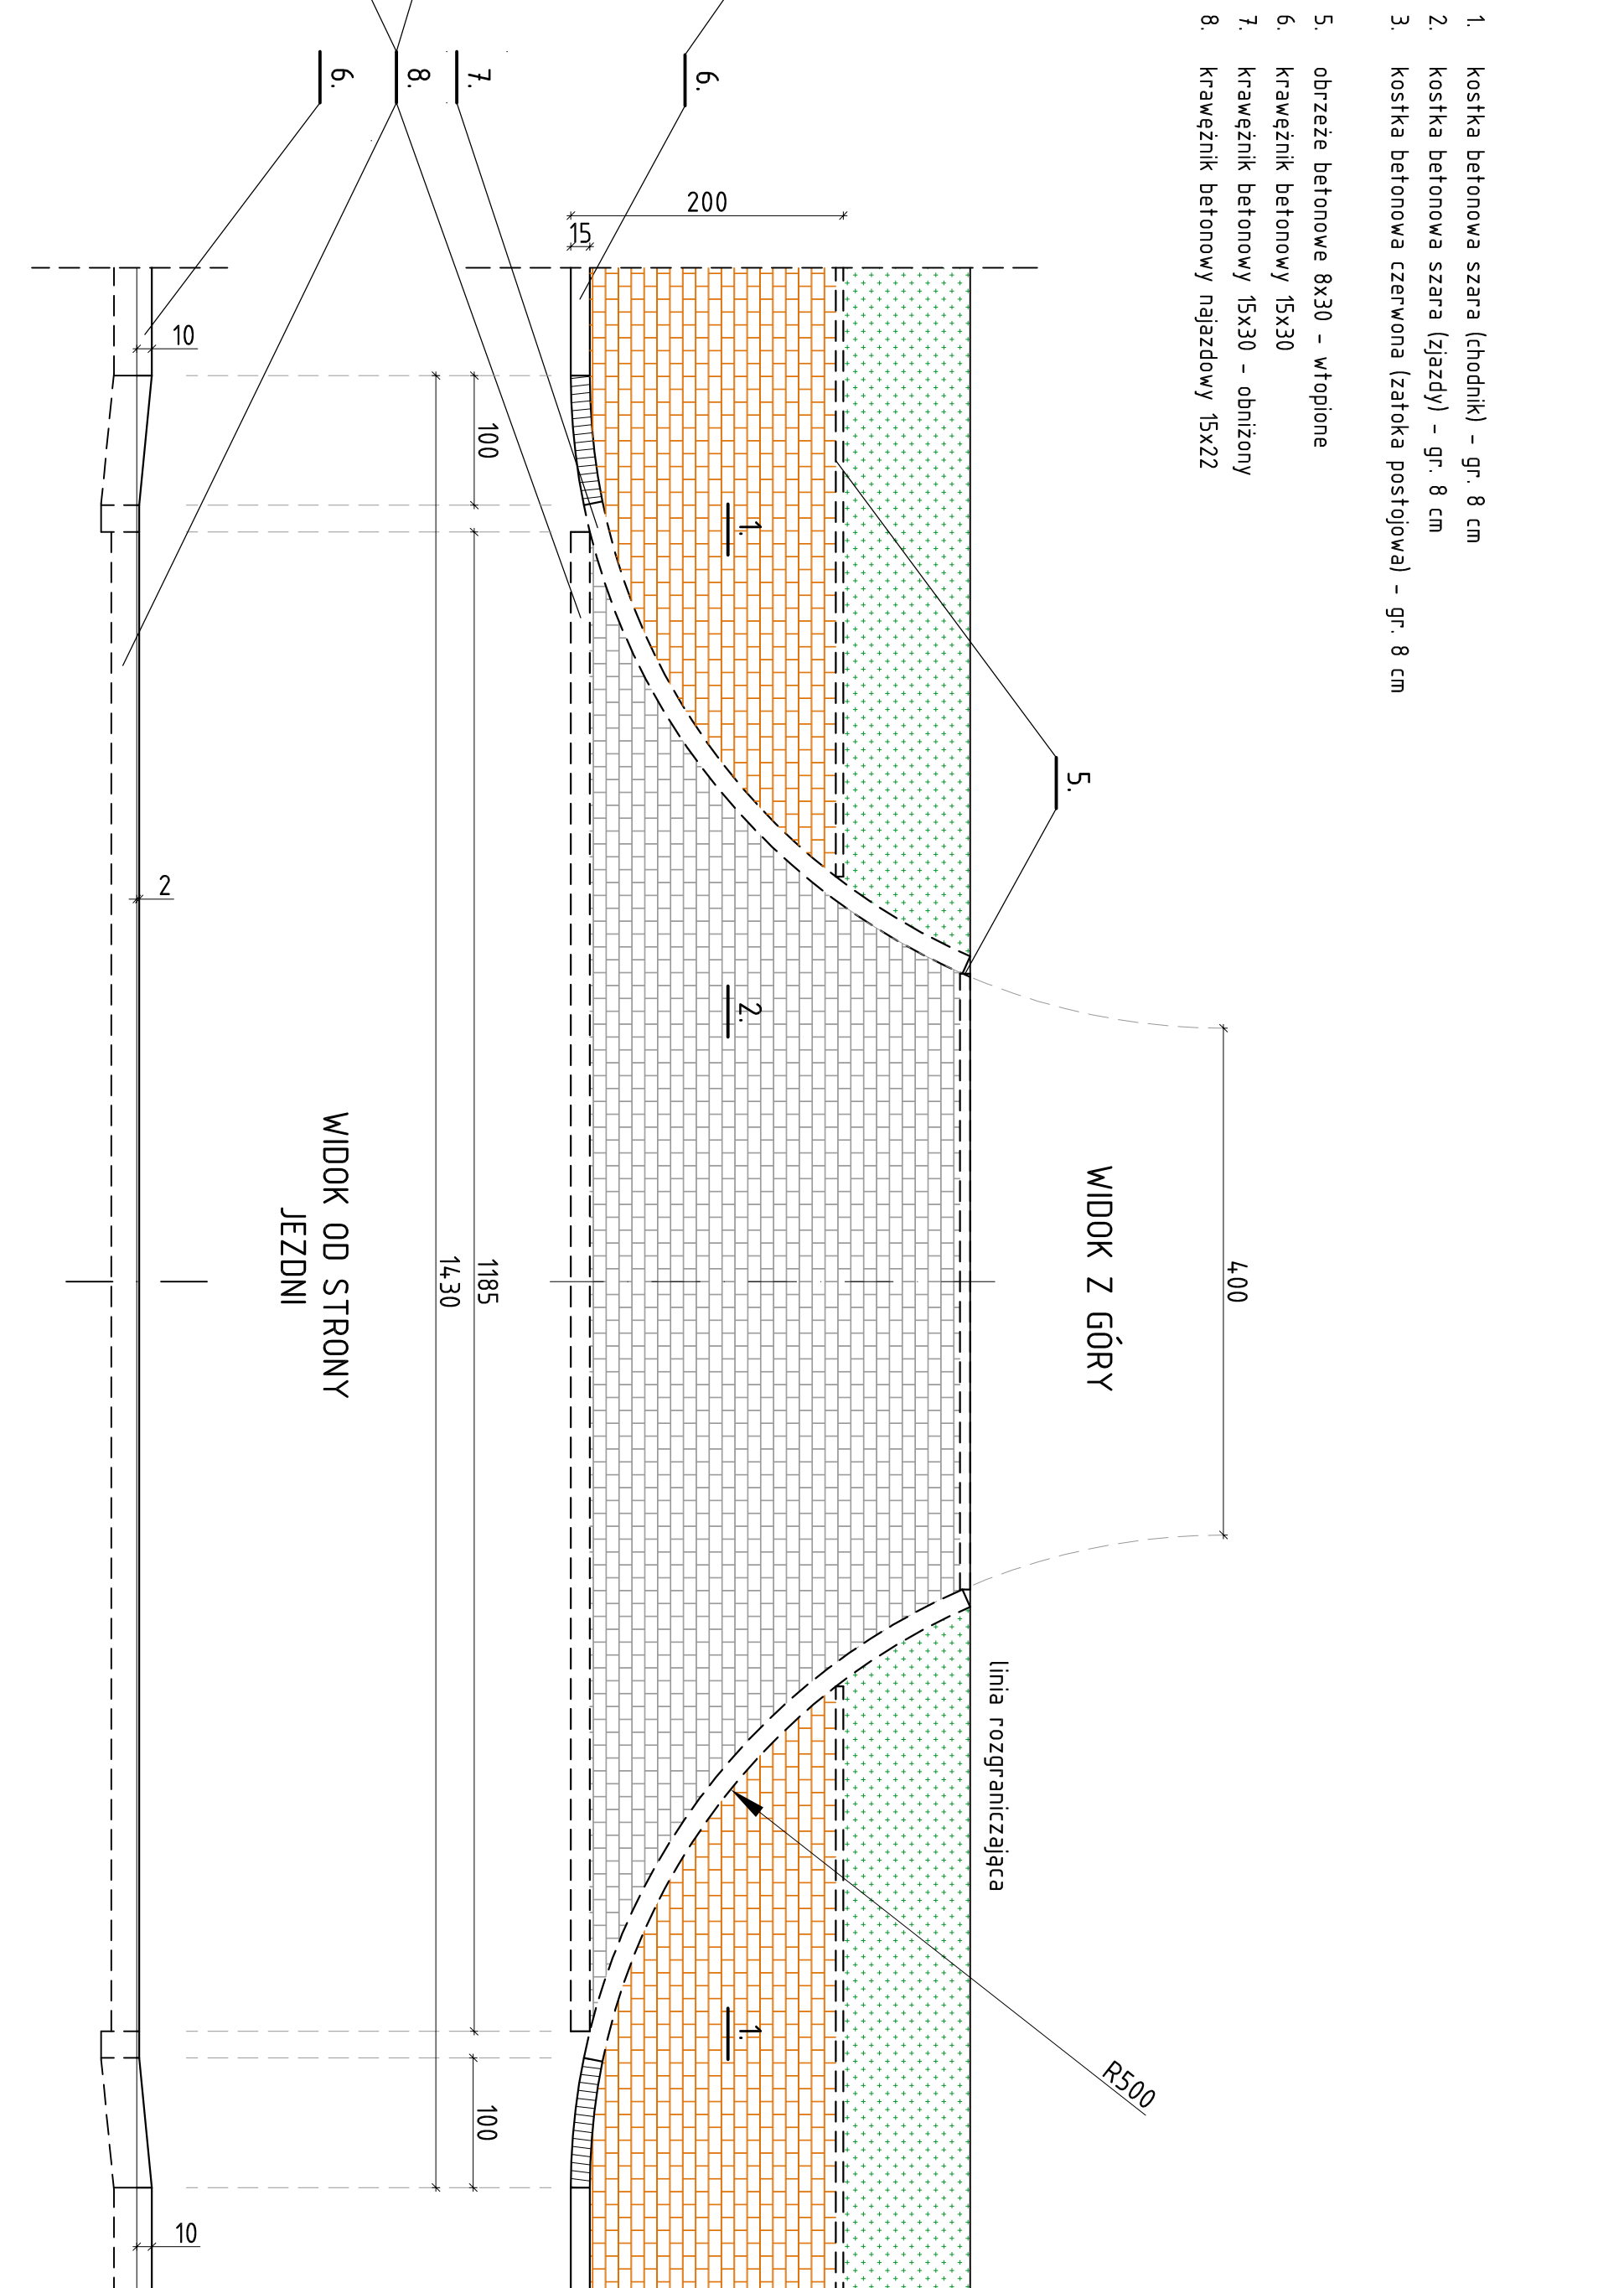 1. kostka betonowa szara (chodnik) - gr. 8 cm
2. kostka betonowa szara (zjazdy) - gr. 8 cm
3. kostka betonowa czerwona (zatoka postojowa) - gr. 8 cm
5. obrzeże betonowe 8x30 - wtopione
6. krawężnik betonowy 15x30
7. krawężnik betonowy 15x30 - obniżony
8. krawężnik betonowy najazdowy 15x22
400
WIDOK Z GÓRY
5.
linia rozgraniczająca
R500
200
15
6.
1.
2.
1.
7.
8.
6.
100
1185
100
1430
WIDOK OD STRONY
JEZDNI
10
2
10